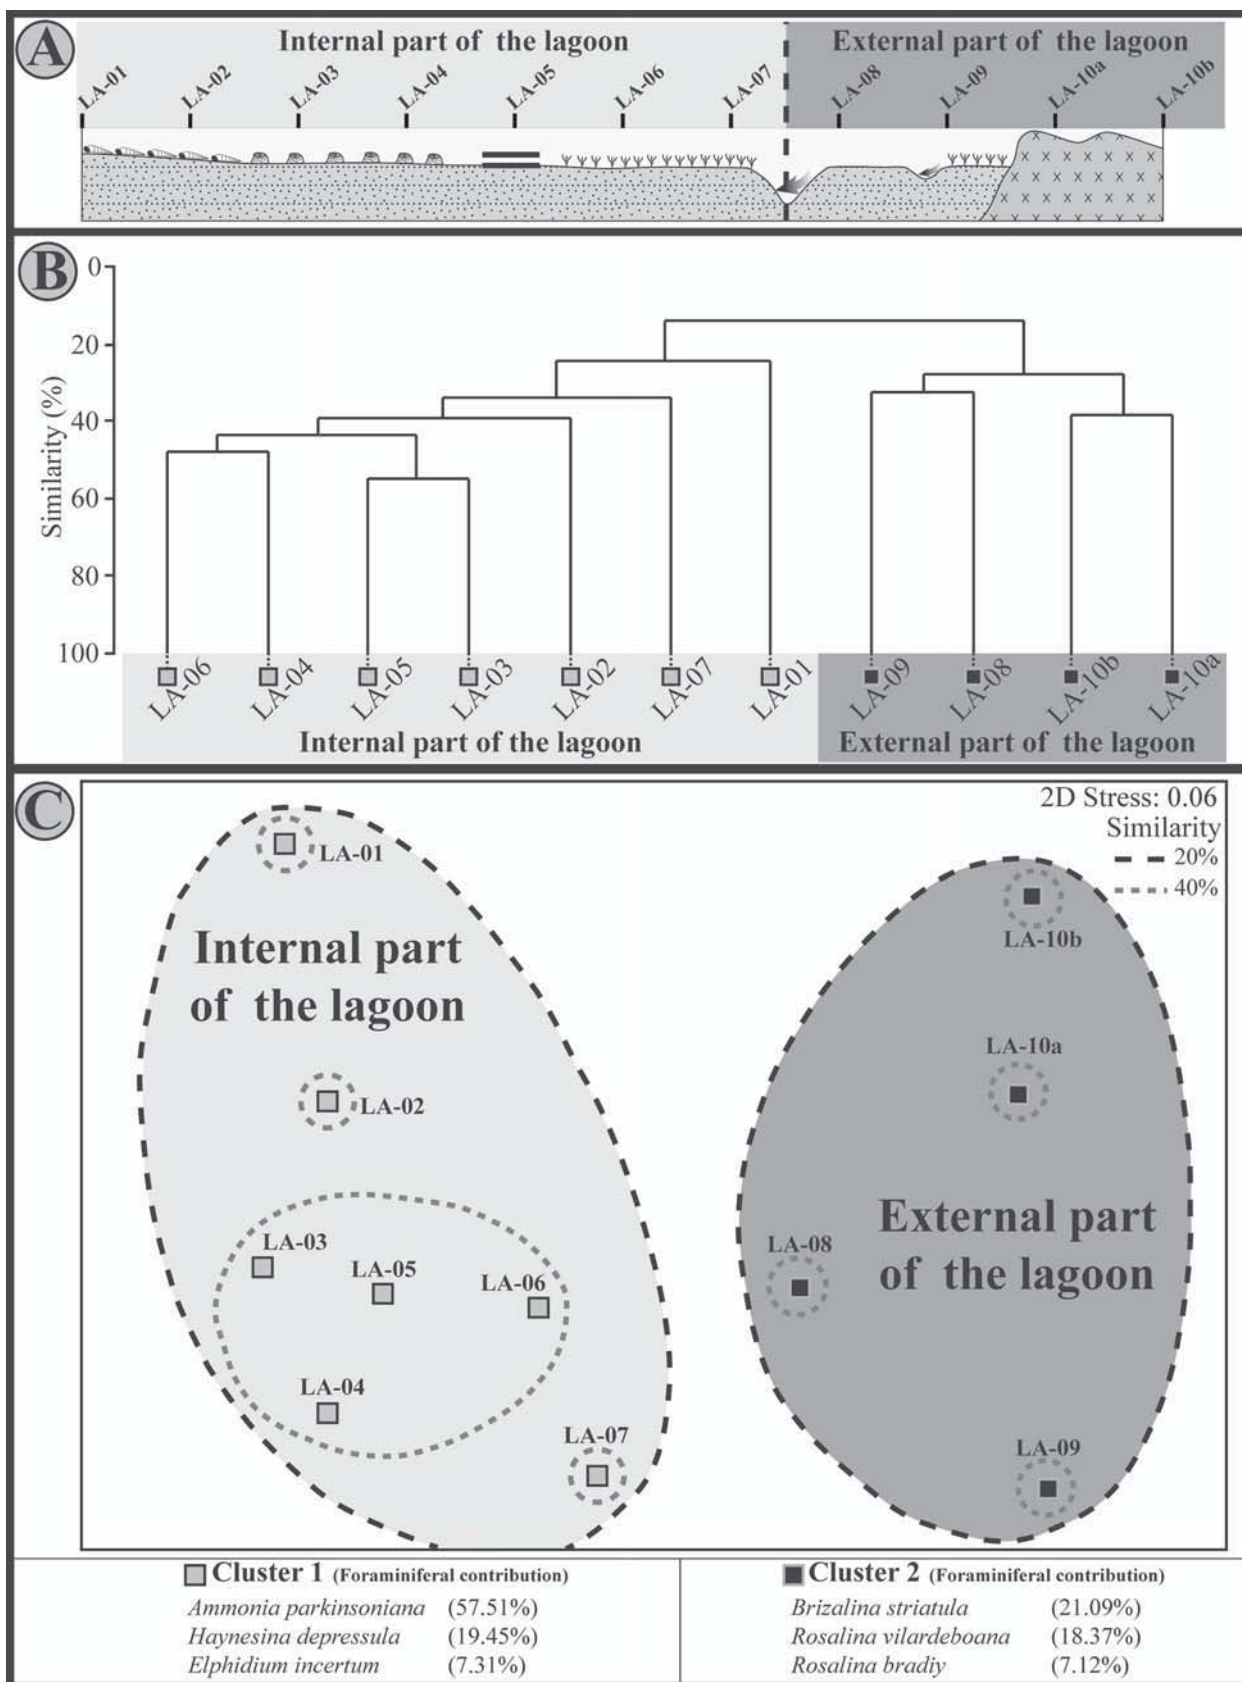 A
Internal part of the lagoon
External part of the lagoon
LA-01
LA-02
LA-03
LA-04
LA-05
LA-06
LA-07
LA-08
LA-09
LA-10a
LA-10b
B
Similarity (%)
0
20
40
60
80
100
LA-06
LA-04
LA-05
LA-03
LA-02
LA-07
LA-01
LA-09
LA-08
LA-10b
LA-10a
Internal part of the lagoon
External part of the lagoon
C
2D Stress: 0.06
Similarity
20%
40%
LA-01
Internal part
of the lagoon
LA-02
LA-03
LA-05
LA-06
LA-04
LA-07
LA-10b
LA-10a
LA-08
External part
of the lagoon
LA-09
Cluster 1 (Foraminiferal contribution)
Ammonia parkinsoniana (57.51%)
Haynesina depressula (19.45%)
Elphidium incertum (7.31%)
Cluster 2 (Foraminiferal contribution)
Brizalina striatula (21.09%)
Rosalina vilardeboana (18.37%)
Rosalina bradiy (7.12%)